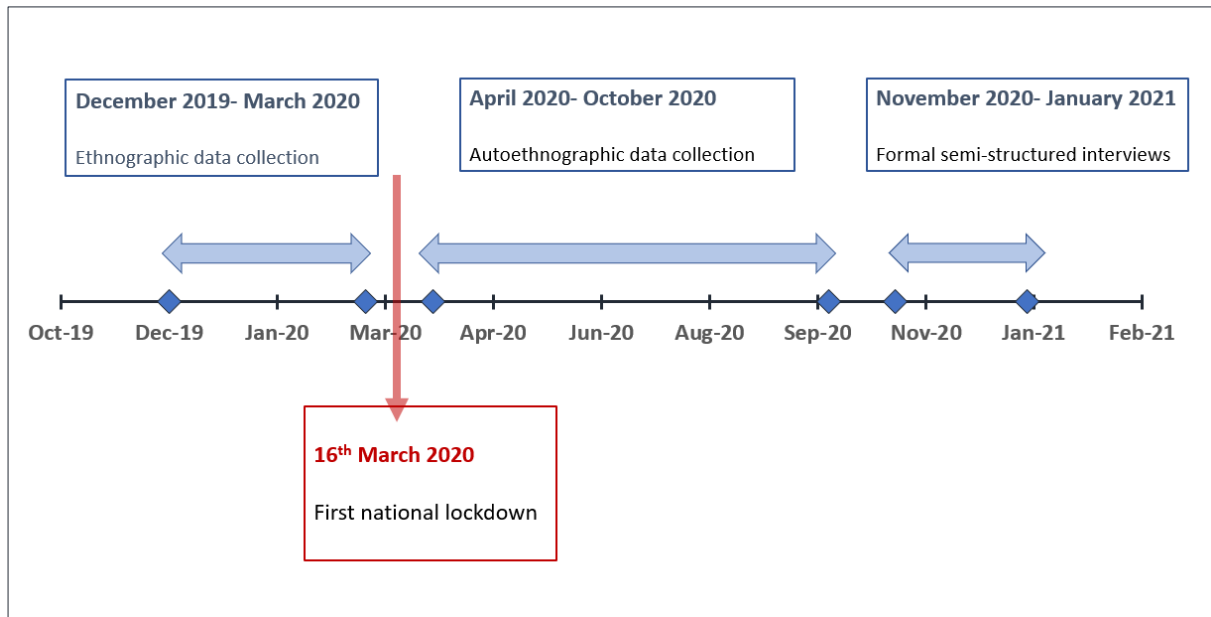 December 2019- March 2020
Ethnographic data collection
April 2020- October 2020
Autoethnographic data collection
November 2020- January 2021
Formal semi-structured interviews
Oct-19
Dec-19
Jan-20
Mar-20
Apr-20
Jun-20
Aug-20
Sep-20
Nov-20
Jan-21
Feb-21
16th March 2020
First national lockdown